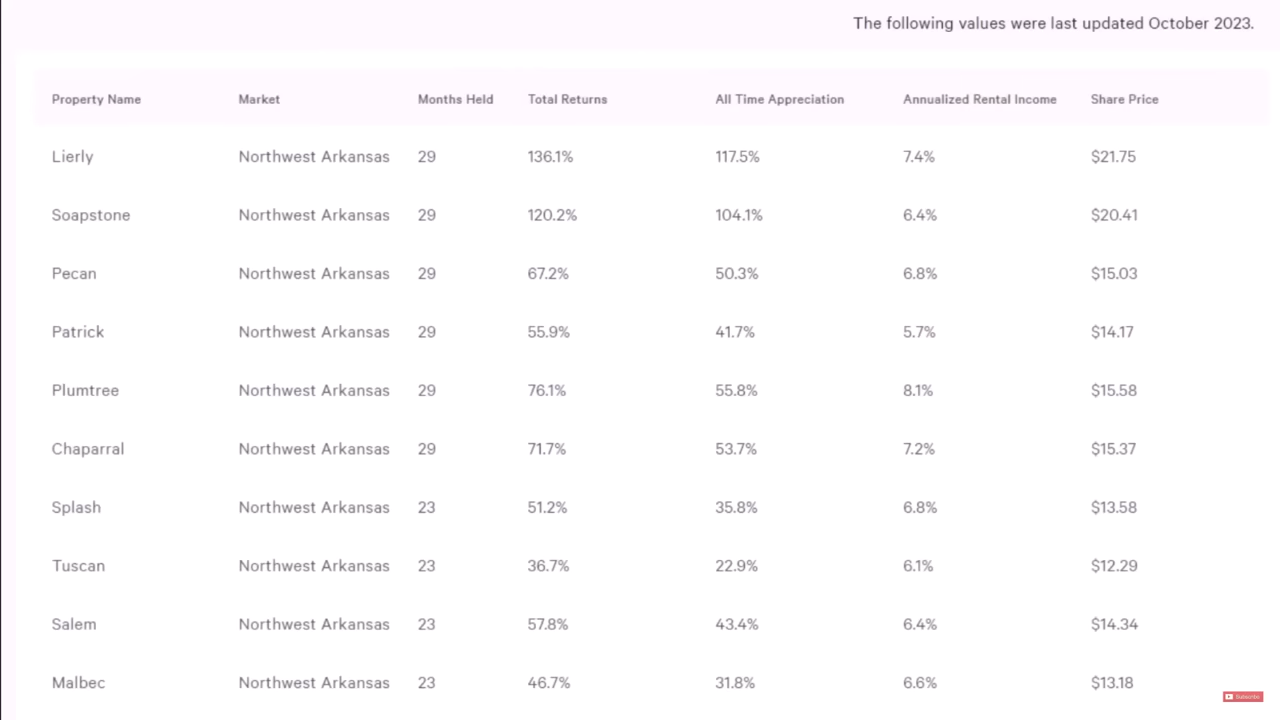 The following values were last updated October 2023.
Property Name Market Months Held Total Returns All Time Appreciation Annualized Rental Income Share Price
Lierly Northwest Arkansas 29 136.1% 117.5% 7.4% $21.75
Soapstone Northwest Arkansas 29 120.2% 104.1% 6.4% $20.41
Pecan Northwest Arkansas 29 67.2% 50.3% 6.8% $15.03
Patrick Northwest Arkansas 29 55.9% 41.7% 5.7% $14.17
Plumtree Northwest Arkansas 29 76.1% 55.8% 8.1% $15.58
Chaparral Northwest Arkansas 29 71.7% 53.7% 7.2% $15.37
Splash Northwest Arkansas 23 51.2% 35.8% 6.8% $13.58
Tuscan Northwest Arkansas 23 36.7% 22.9% 6.1% $12.29
Salem Northwest Arkansas 23 57.8% 43.4% 6.4% $14.34
Malbec Northwest Arkansas 23 46.7% 31.8% 6.6% $13.18
Subscribe